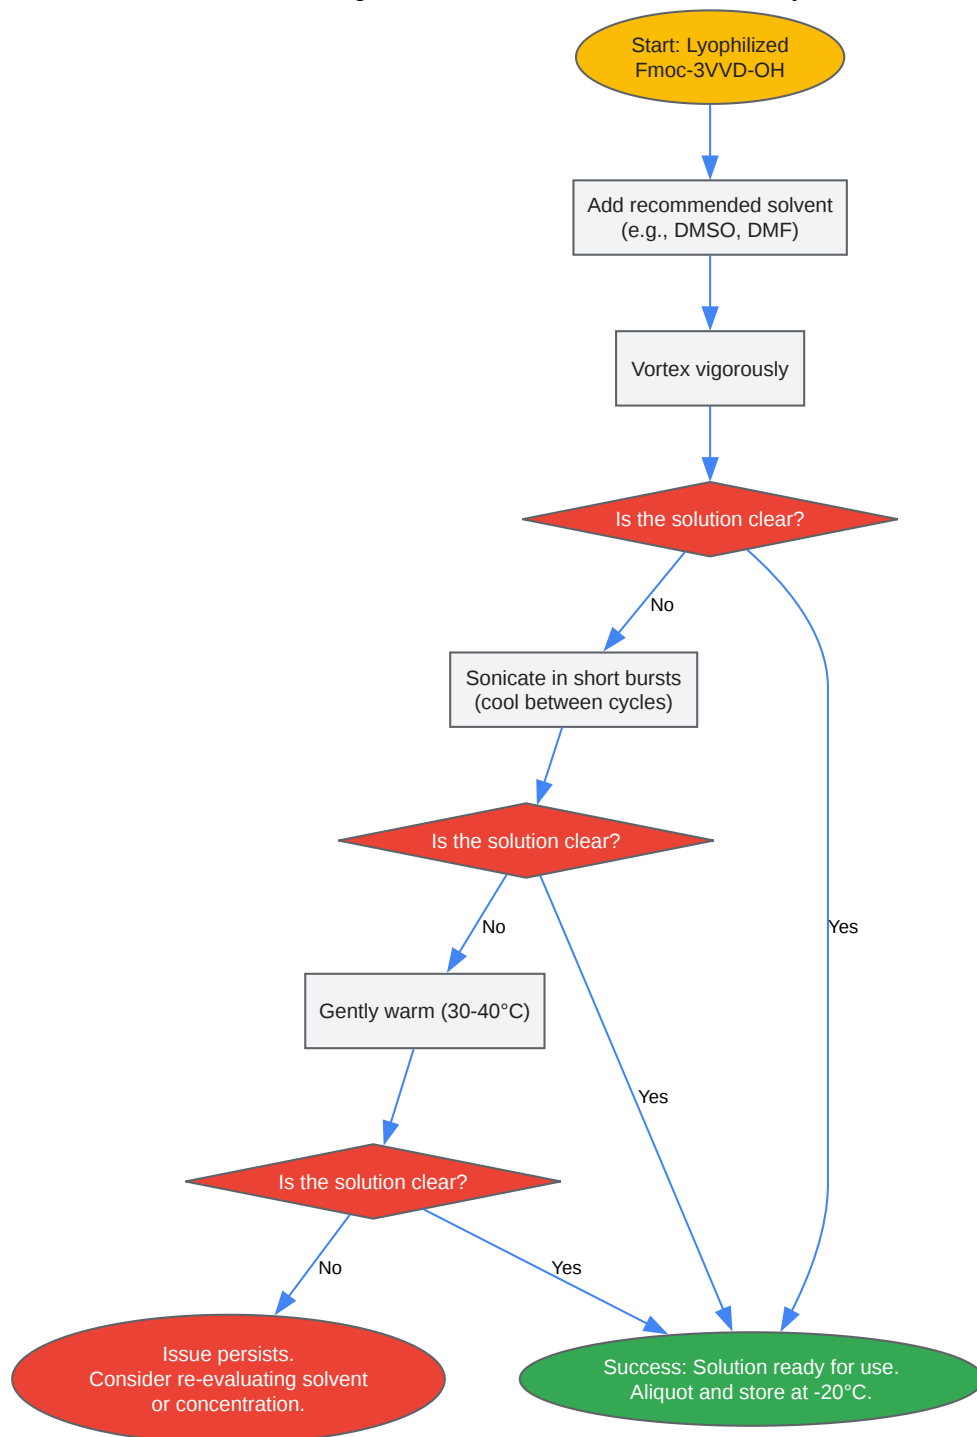 Start: Lyophilized
Fmoc-3VVD-OH
Add recommended solvent
(e.g., DMSO, DMF)
Vortex vigorously
Is the solution clear?
No
Sonicate in short bursts
(cool between cycles)
Is the solution clear?
No
Yes
Gently warm (30-40°C)
Yes
Is the solution clear?
No
Yes
Issue persists.
Consider re-evaluating solvent
or concentration.
Success: Solution ready for use.
Aliquot and store at -20°C.